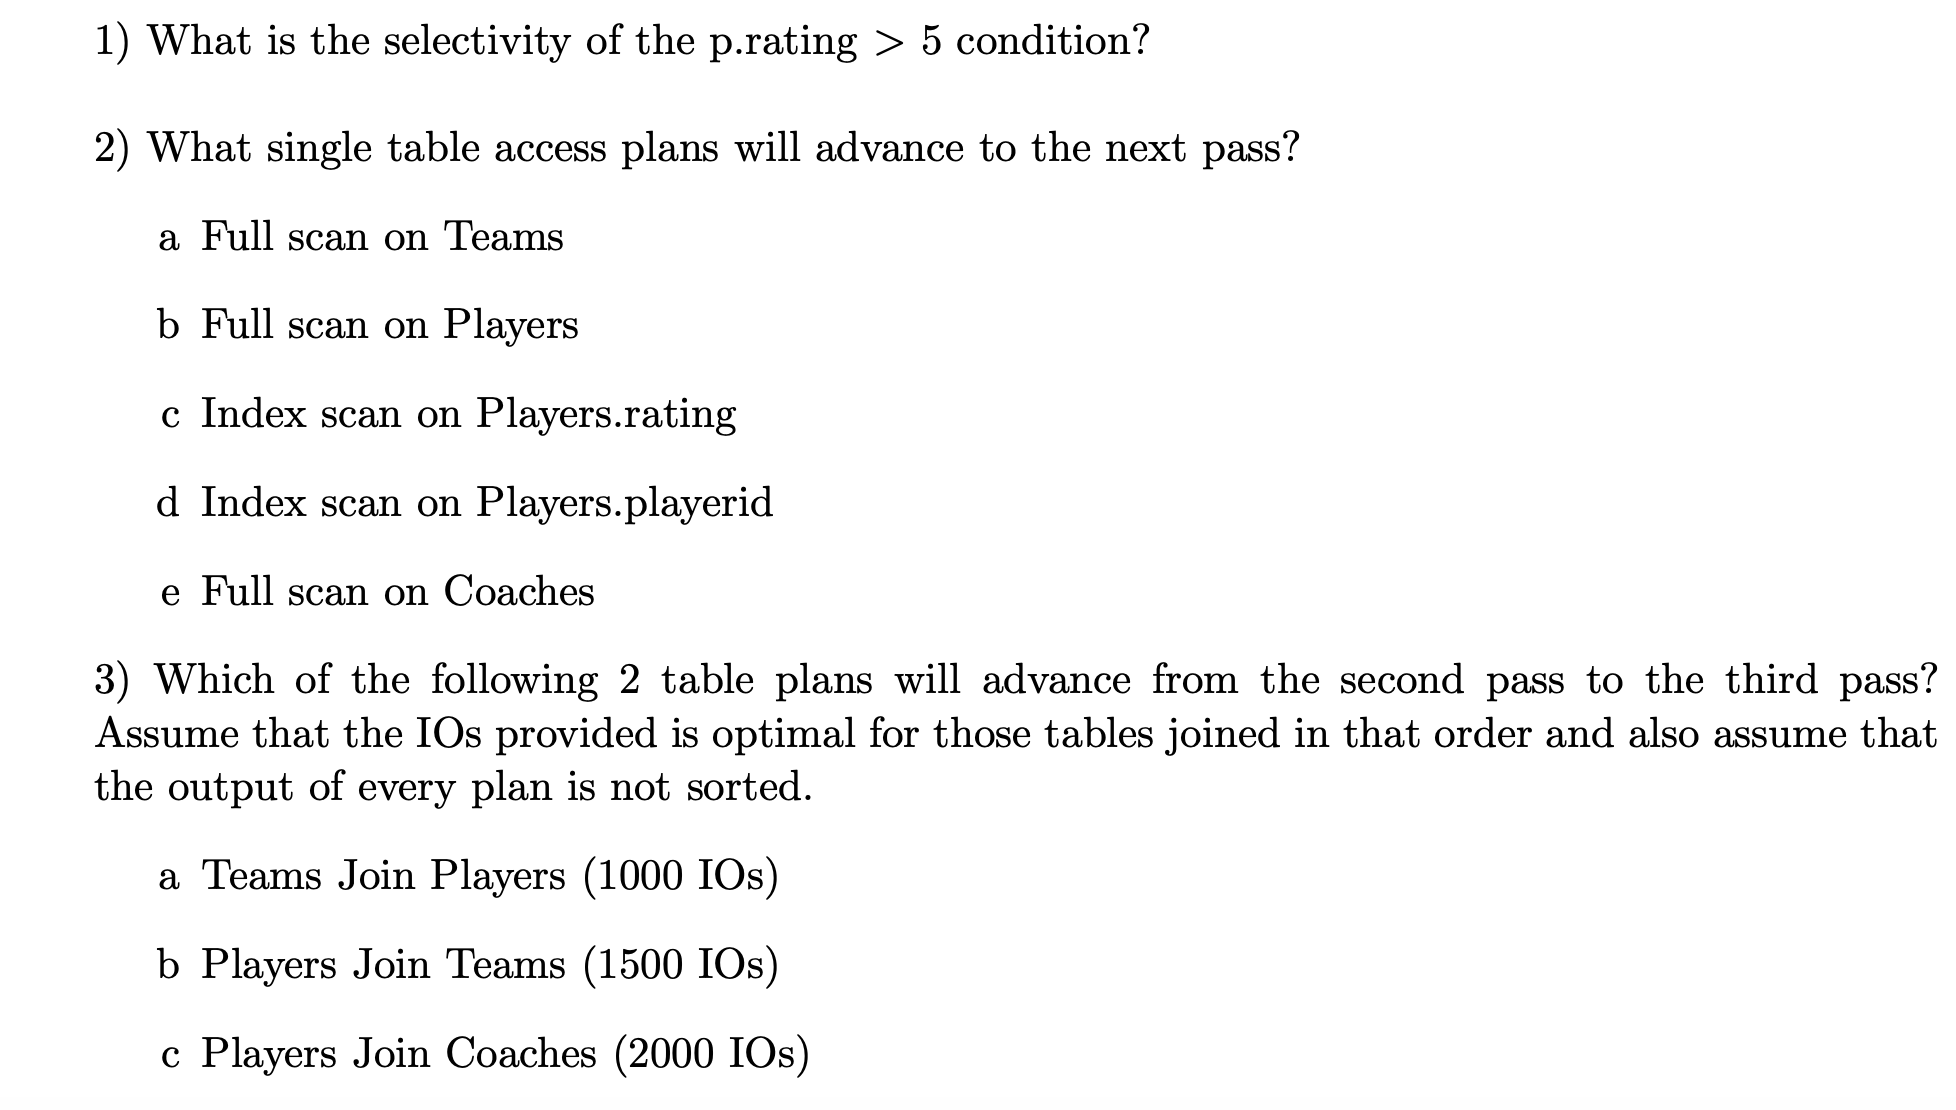 1) What is the selectivity of the p.rating > 5 condition?
2) What single table access plans will advance to the next pass?
a Full scan on Teams
b Full scan on Players
c Index scan on Players.rating
d Index scan on Players.playerid
e Full scan on Coaches
3) Which of the following 2 table plans will advance from the second pass to the third pass?
Assume that the IOs provided is optimal for those tables joined in that order and also assume that
the output of every plan is not sorted.
a Teams Join Players (1000 IOs)
b Players Join Teams (1500 IOs)
c Players Join Coaches (2000 IOs)